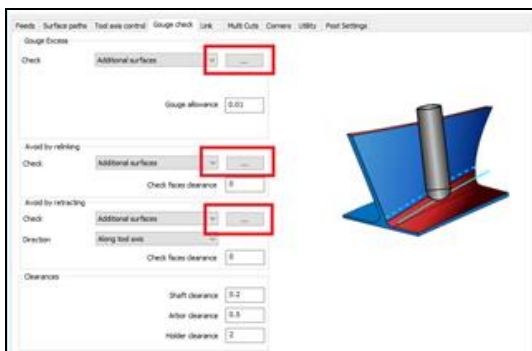 Feeds Surface paths Tool axis control Gouge check Link Multi Cuts Corners Utility Post Settings
Gouge Excess
Check Additional surfaces ...
Gouge allowance 0.01
Avoid by relinking
Check Additional surfaces ...
Check faces clearance 0
Avoid by retracting
Check Additional surfaces ...
Direction Along tool axis
Check faces clearance 0
Clearances
Shaft clearance 0.2
Arbor clearance 0.5
Holder clearance 2